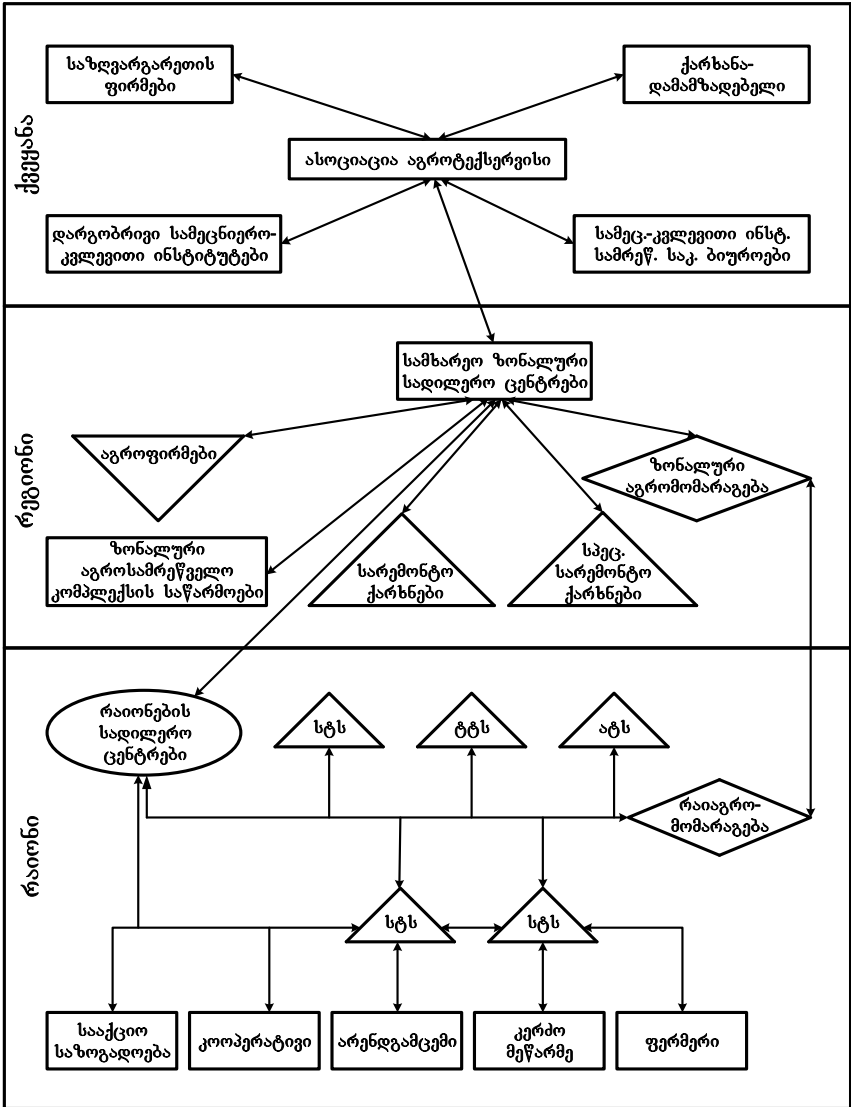 ქვეყანა
საზღვარგარეთის
ფირმები
ქარხანა-
დამამზადებელი
ასოციაცია აგროტექსერვისი
დარგობრივი სამეცნიერო-
კვლევითი ინსტიტუტები
სამეც.-კვლევითი ინსტ.
სამრეწ. საკ. ბიუროები
რეგიონი
სამხარეო ზონალური
სადილერო ცენტრები
აგროფირმები
ზონალური
აგრომომარაგება
ზონალური
აგროსამრეწველო
კომპლექსის საწარმოები
სარემონტო
ქარხნები
სპეც.
სარემონტო
ქარხნები
რაიონი
რაიონების
სადილერო
ცენტრები
სტს
ტტს
ატს
რაიაგრო-
მომარაგება
სტს
სტს
სააქციო
საზოგადოება
კოოპერატივი
არენდგამცემი
კერძო
მეწარმე
ფერმერი